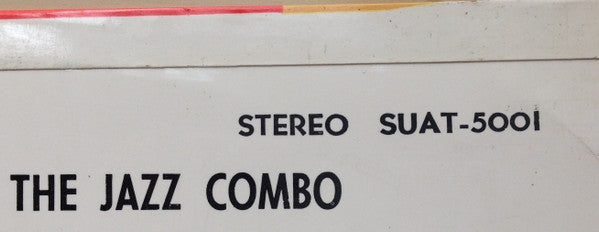 STEREO SUAT-5001
THE JAZZ COMBO